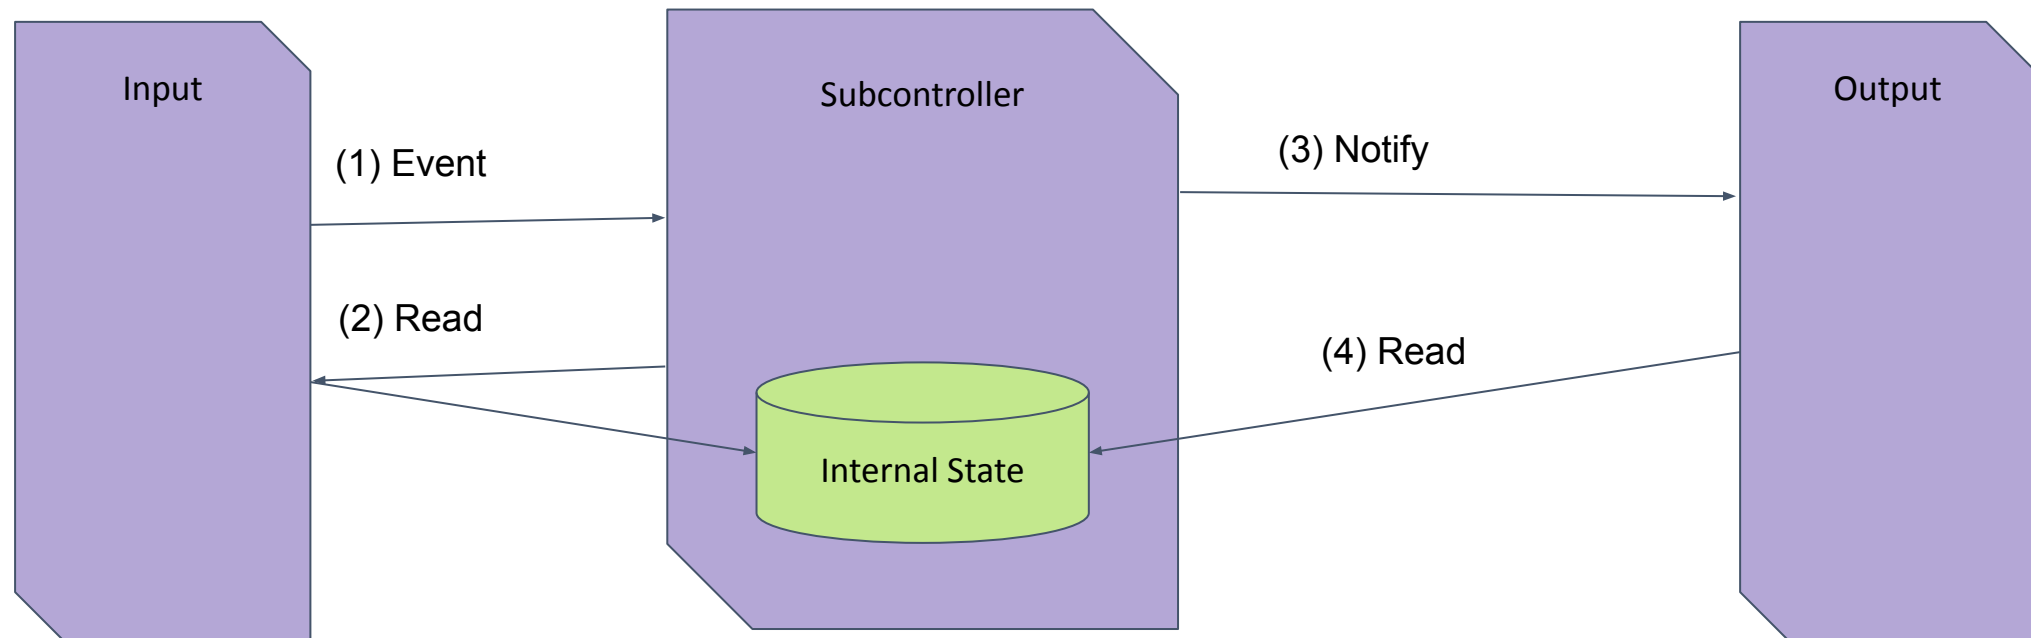 Input
Subcontroller
Output
(1) Event
(3) Notify
(2) Read
(4) Read
Internal State